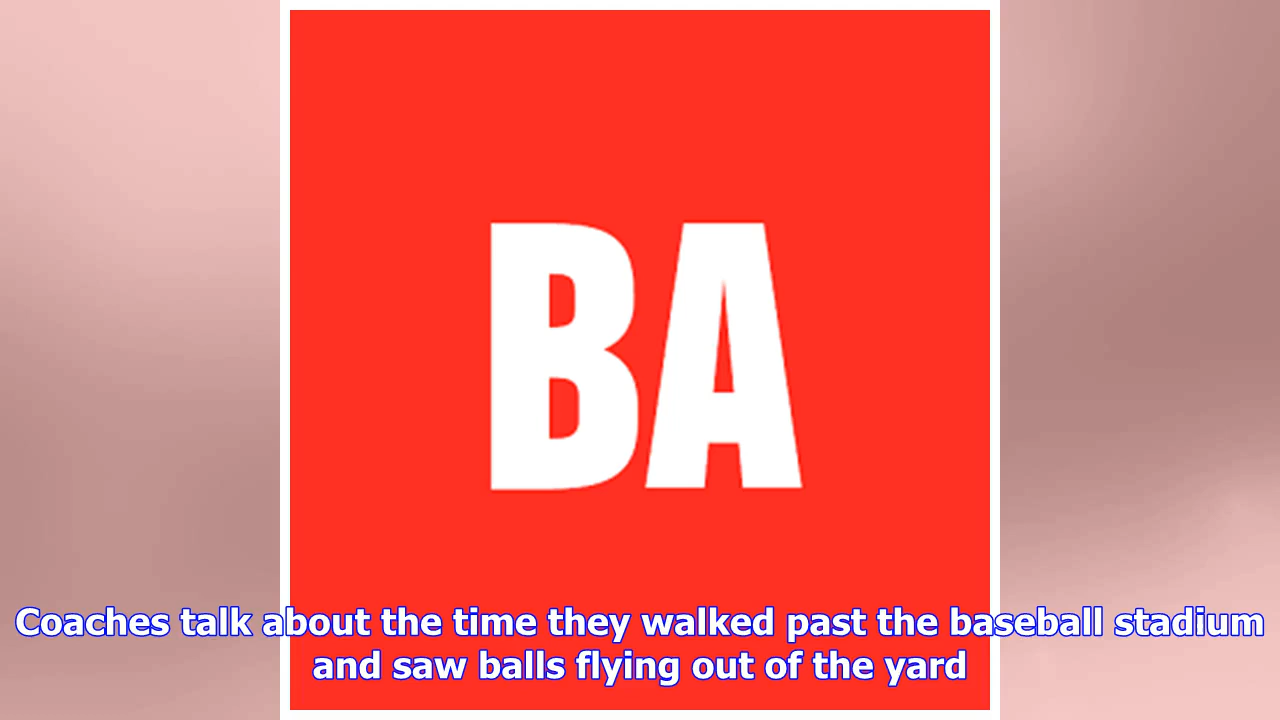 BA
Coaches talk about the time they walked past the baseball stadium
and saw balls flying out of the yard